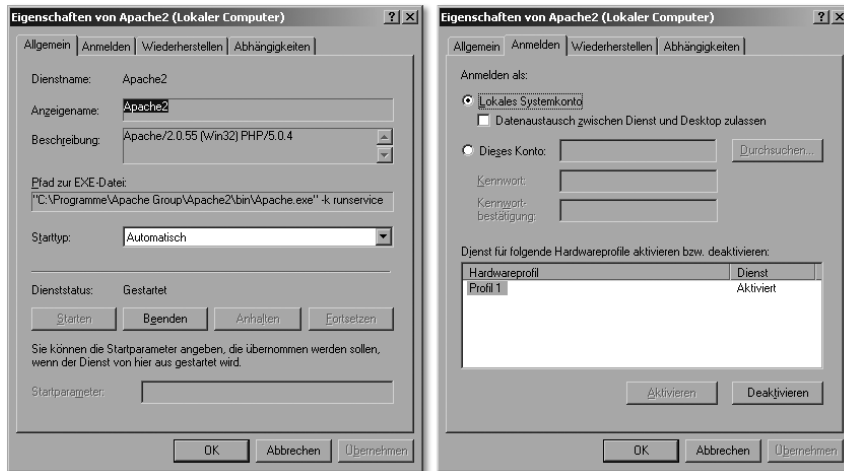 Eigenschaften von Apache2 (Lokaler Computer)
Allgemein Anmelden Wiederherstellen Abhängigkeiten
Dienstname: Apache2
Anzeigename: Apache2
Beschreibung: Apache/2.0.55 (Win32) PHP/5.0.4
Pfad zur EXE-Datei:
"C:\Programme\Apache Group\Apache2\bin\Apache.exe" -k runservice
Starttyp: Automatisch
Dienststatus: Gestartet
Starten Beenden Anhalten Fortsetzen
Sie können die Startparameter angeben, die übernommen werden sollen,
wenn der Dienst von hier aus gestartet wird.
Startparameter:
OK Abbrechen Übernehmen
Eigenschaften von Apache2 (Lokaler Computer)
Allgemein Anmelden Wiederherstellen Abhängigkeiten
Anmelden als:
Lokales Systemkonto
Datenaustausch zwischen Dienst und Desktop zulassen
Dieses Konto: Durchsuchen...
Kennwort:
Kennwort-
bestätigung:
Dienst für folgende Hardwareprofile aktivieren bzw. deaktivieren:
Hardwareprofil Dienst
Profil 1 Aktiviert
Aktivieren Deaktivieren
OK Abbrechen Übernehmen